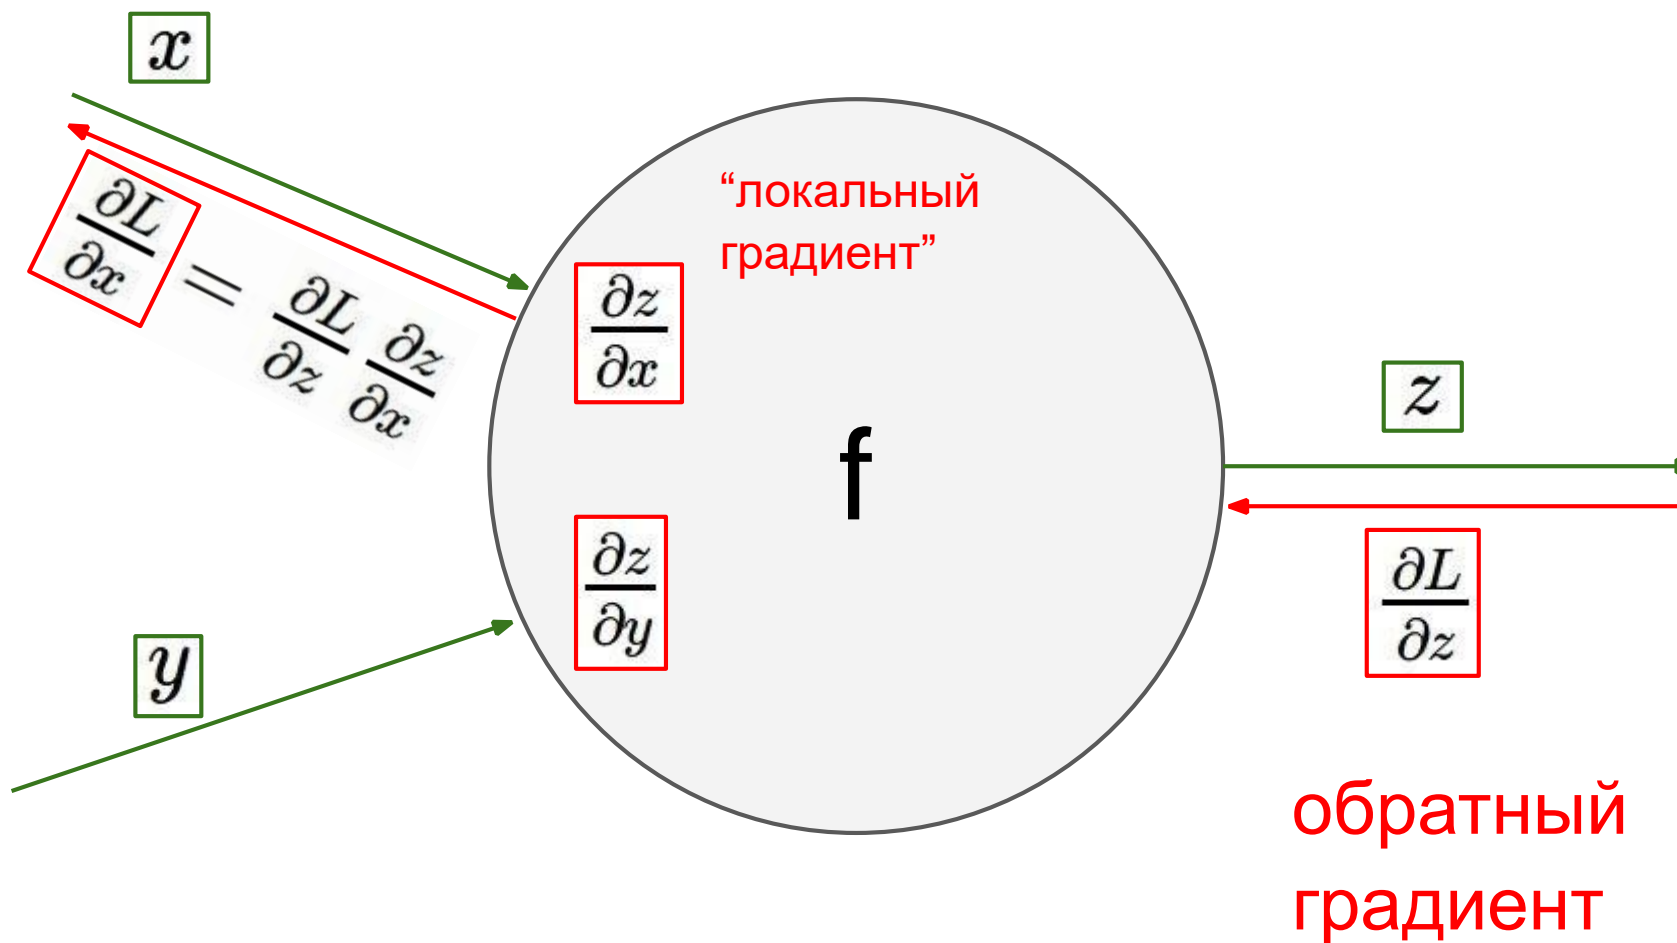 x
∂L/∂x = ∂L/∂z ∂z/∂x
“локальный
градиент”
∂z/∂x
f
z
∂z/∂y
∂L/∂z
y
обратный
градиент